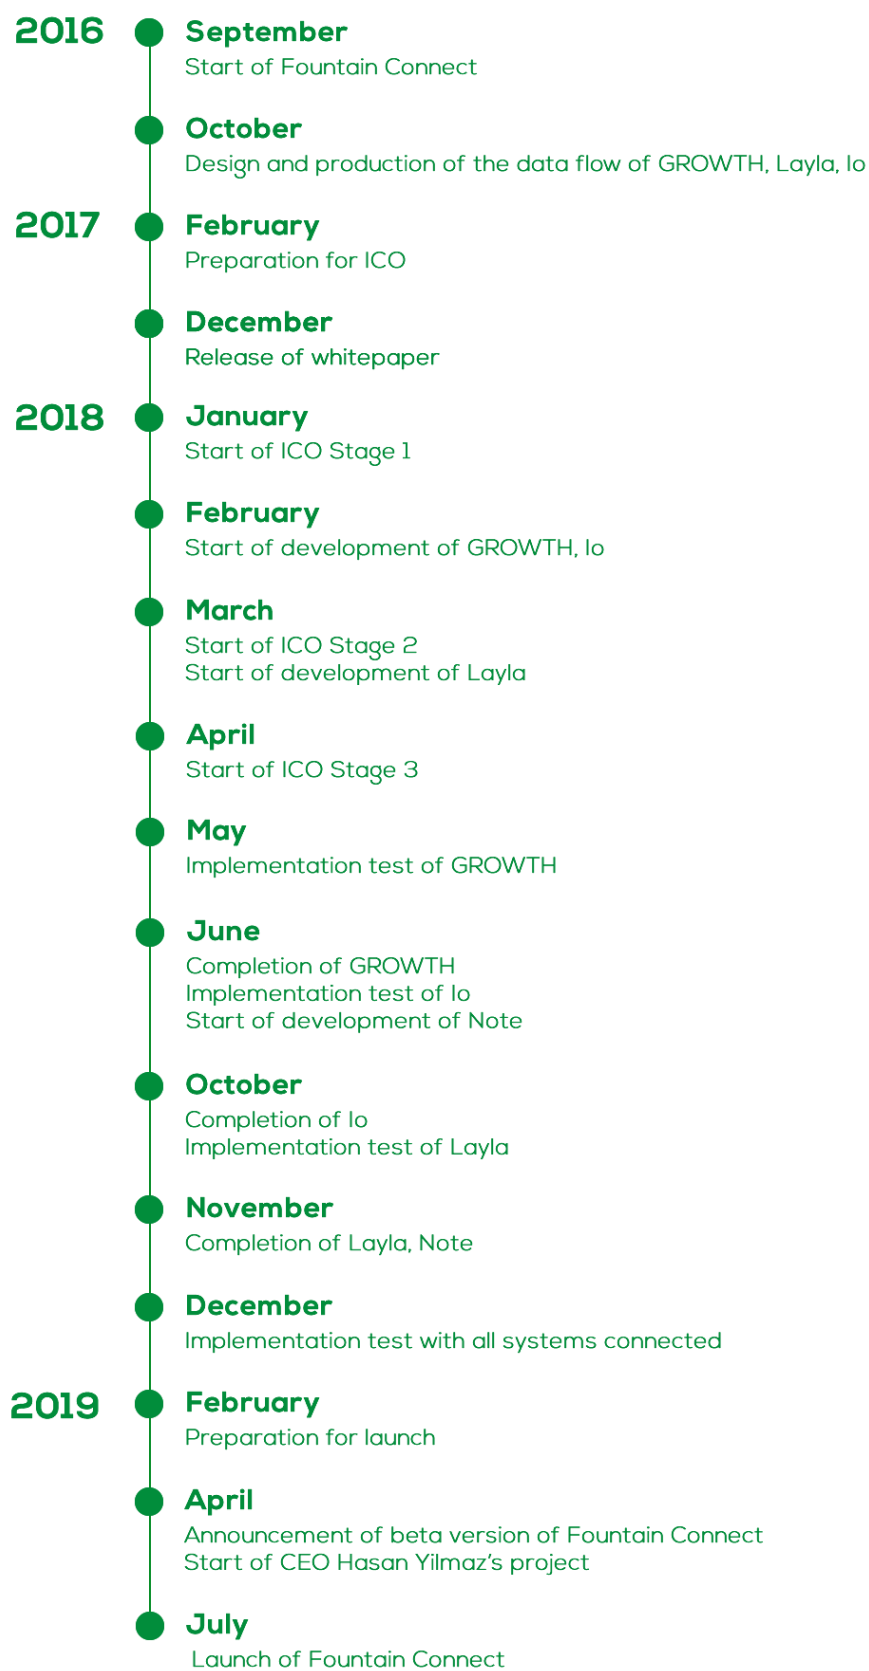 2016
September
Start of Fountain Connect
October
Design and production of the data flow of GROWTH, Layla, Io
2017
February
Preparation for ICO
December
Release of whitepaper
2018
January
Start of ICO Stage 1
February
Start of development of GROWTH, Io
March
Start of ICO Stage 2
Start of development of Layla
April
Start of ICO Stage 3
May
Implementation test of GROWTH
June
Completion of GROWTH
Implementation test of Io
Start of development of Note
October
Completion of Io
Implementation test of Layla
November
Completion of Layla, Note
December
Implementation test with all systems connected
2019
February
Preparation for launch
April
Announcement of beta version of Fountain Connect
Start of CEO Hasan Yilmaz’s project
July
Launch of Fountain Connect